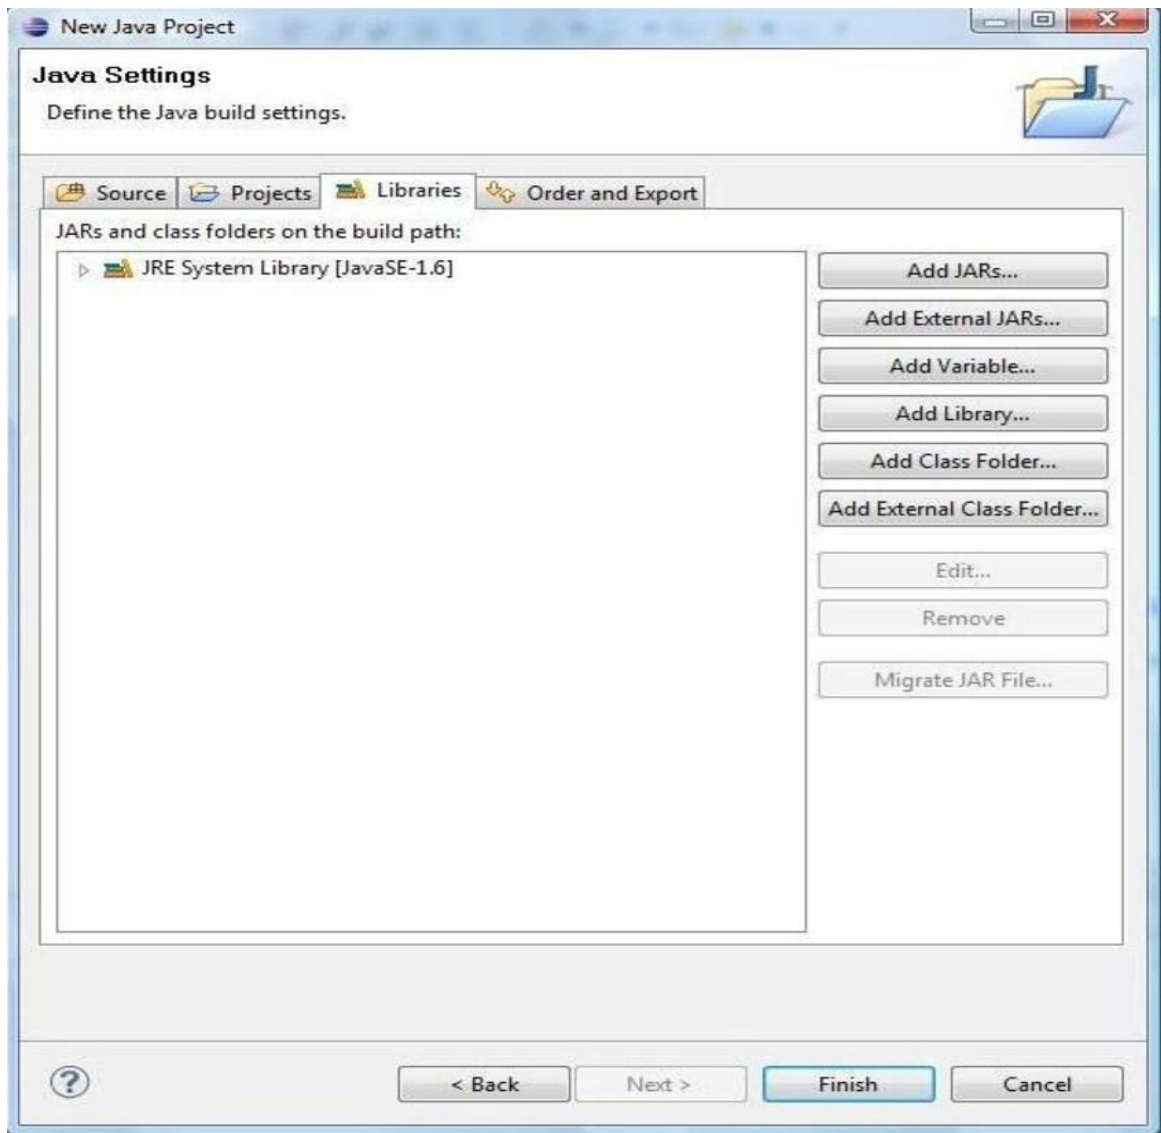 New Java Project
Java Settings
Define the Java build settings.
Source Projects Libraries Order and Export
JARs and class folders on the build path:
JRE System Library [JavaSE-1.6]
Add JARs...
Add External JARs...
Add Variable...
Add Library...
Add Class Folder...
Add External Class Folder...
Edit...
Remove
Migrate JAR File...
< Back Next > Finish Cancel